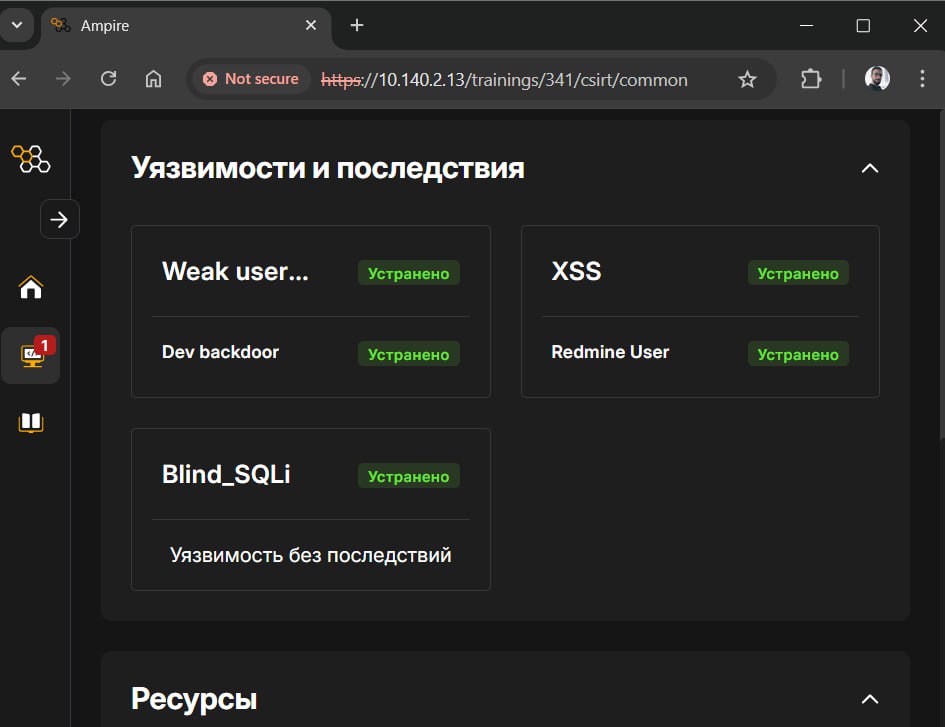 Ampire
Not secure https://10.140.2.13/trainings/341/csirt/common
Уязвимости и последствия
Weak user... Устранено
Dev backdoor Устранено
XSS Устранено
Redmine User Устранено
1
Blind_SQLi Устранено
Уязвимость без последствий
Ресурсы